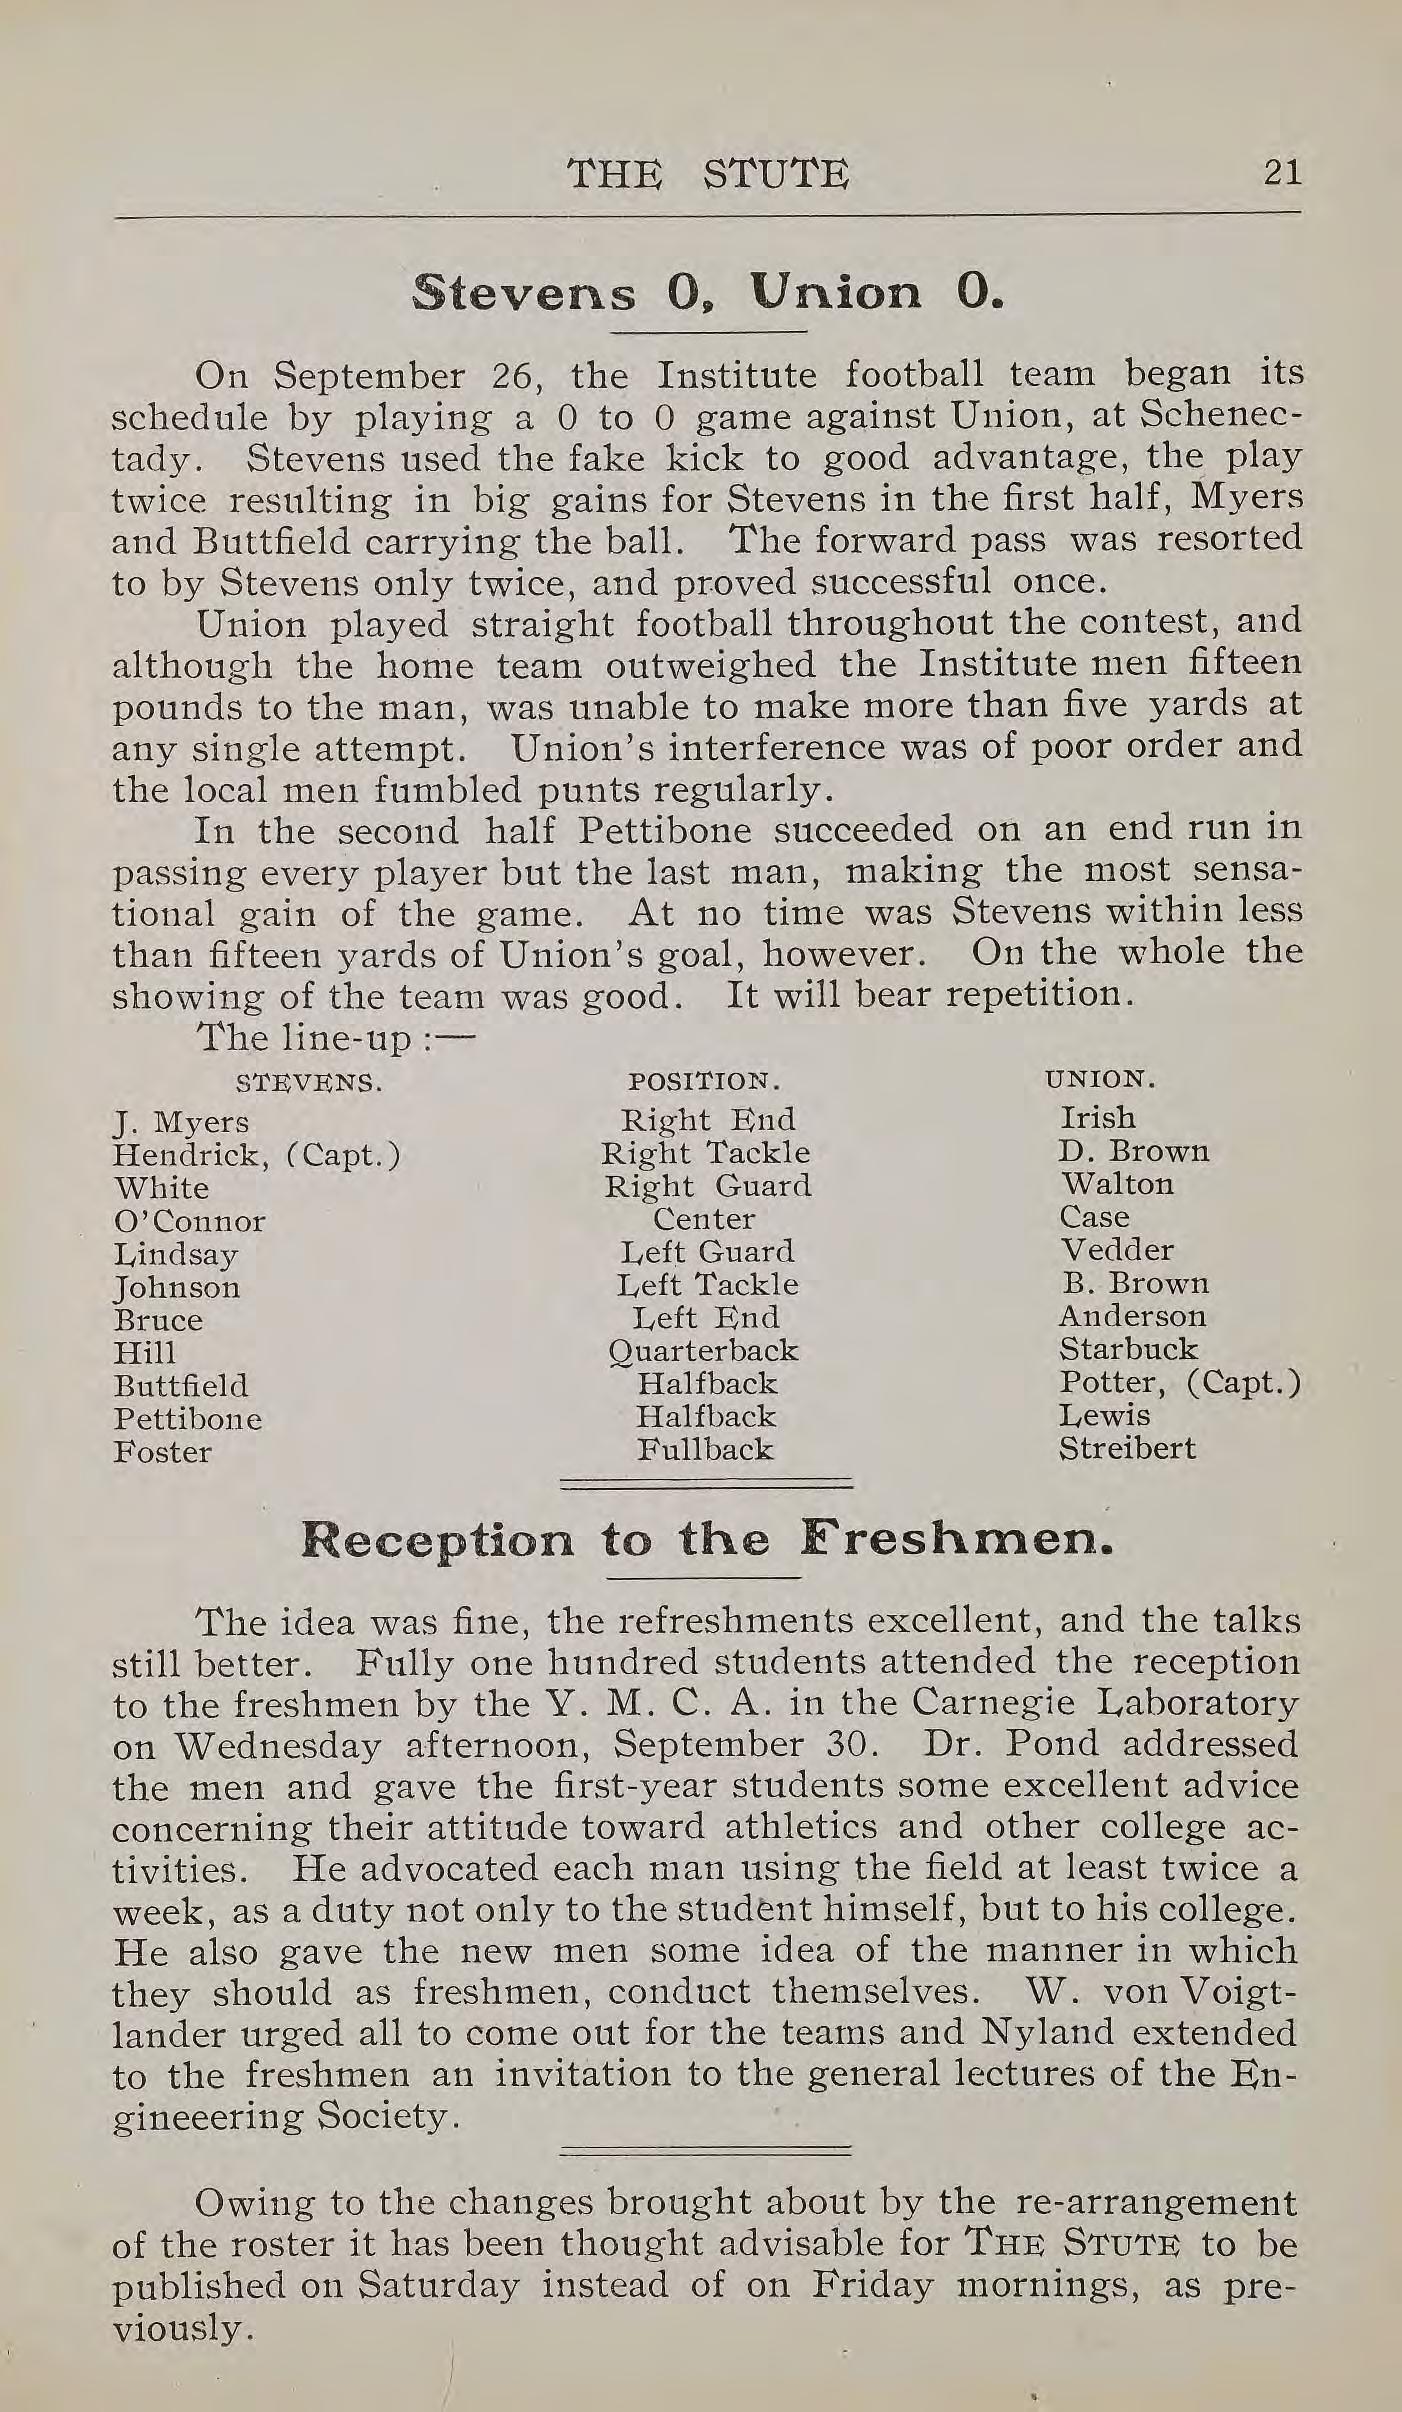 THE STUTE 21
Stevens 0, Union 0.
On September 26, the Institute football team began its
schedule by playing a 0 to 0 game against Union, at Schenec-
tady. Stevens used the fake kick to good advantage, the play
twice resulting in big gains for Stevens in the first half, Myers
and Buttfield carrying the ball. The forward pass was resorted
to by Stevens only twice, and proved successful once.
Union played straight football throughout the contest, and
although the home team outweighed the Institute men fifteen
pounds to the man, was unable to make more than five yards at
any single attempt. Union's interference was of poor order and
the local men fumbled punts regularly.
In the second half Pettibone succeeded on an end run in
passing every player but the last man, making the most sensa-
tional gain of the game. At no time was Stevens within less
than fifteen yards of Union's goal, however. On the whole the
showing of the team was good. It will bear repetition.
The line-up :—
STEVENS. POSITION. UNION.
J. Myers Right End Irish
Hendrick, (Capt.) Right Tackle D. Brown
White Right Guard Walton
O'Connor Center Case
Lindsay Left Guard Vedder
Johnson Left Tackle B. Brown
Bruce Left End Anderson
Hill Quarterback Starbuck
Buttfield Halfback Potter, (Capt.)
Pettibone Halfback Lewis
Foster Fullback Streibert
Reception to the Freshmen.
The idea was fine, the refreshments excellent, and the talks
still better. Fully one hundred students attended the reception
to the freshmen by the Y. M. C. A. in the Carnegie Laboratory
on Wednesday afternoon, September 30. Dr. Pond addressed
the men and gave the first-year students some excellent advice
concerning their attitude toward athletics and other college ac-
tivities. He advocated each man using the field at least twice a
week, as a duty not only to the student himself, but to his college.
He also gave the new men some idea of the manner in which
they should as freshmen, conduct themselves. W. von Voigt-
lander urged all to come out for the teams and Nyland extended
to the freshmen an invitation to the general lectures of the En-
gineeering Society.
Owing to the changes brought about by the re-arrangement
of the roster it has been thought advisable for THE STUTE to be
published on Saturday instead of on Friday mornings, as pre-
viously.